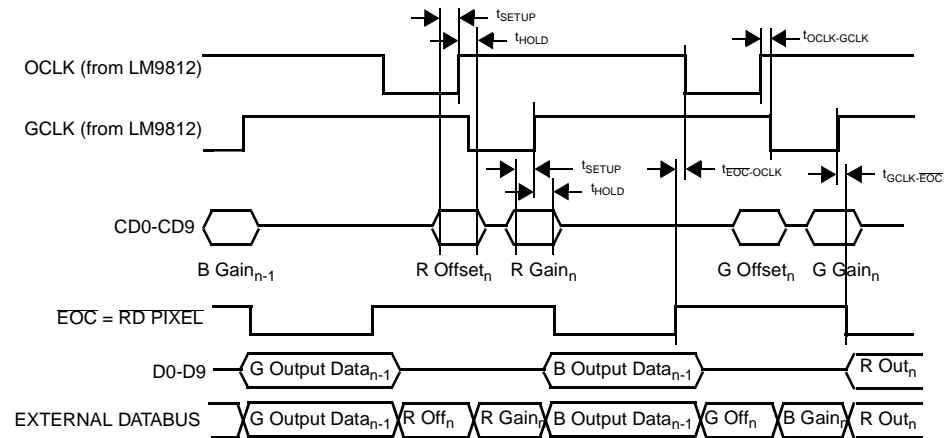 tSETUP
tHOLD
tOCLK-GCLK
OCLK (from LM9812)
GCLK (from LM9812)
tSETUP
tHOLD
tEOC-OCLK
tGCLK-EOC
CD0-CD9
B Gainn-1
R Offsetn
R Gainn
G Offsetn
G Gainn
EOC = RD PIXEL
D0-D9
G Output Datan-1
B Output Datan-1
R Outn
EXTERNAL DATABUS
G Output Datan-1
R Offn
R Gainn
B Output Datan-1
G Offn
B Gainn
R Outn